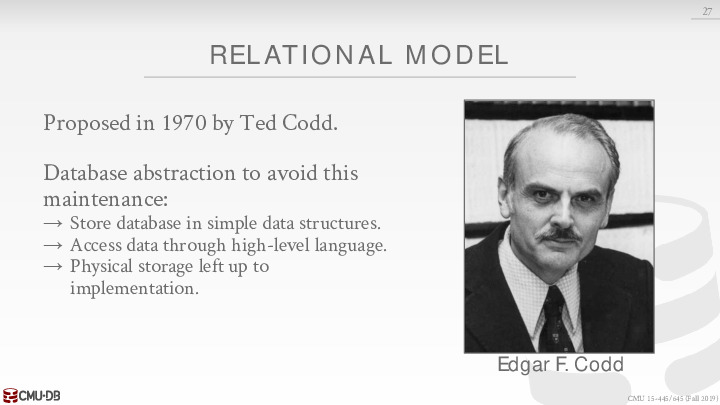 27
RELATIONAL MODEL
Proposed in 1970 by Ted Codd.
Database abstraction to avoid this
maintenance:
→ Store database in simple data structures.
→ Access data through high-level language.
→ Physical storage left up to
implementation.
Edgar F. Codd
CMU·DB
CMU 15-445/645 (Fall 2019)